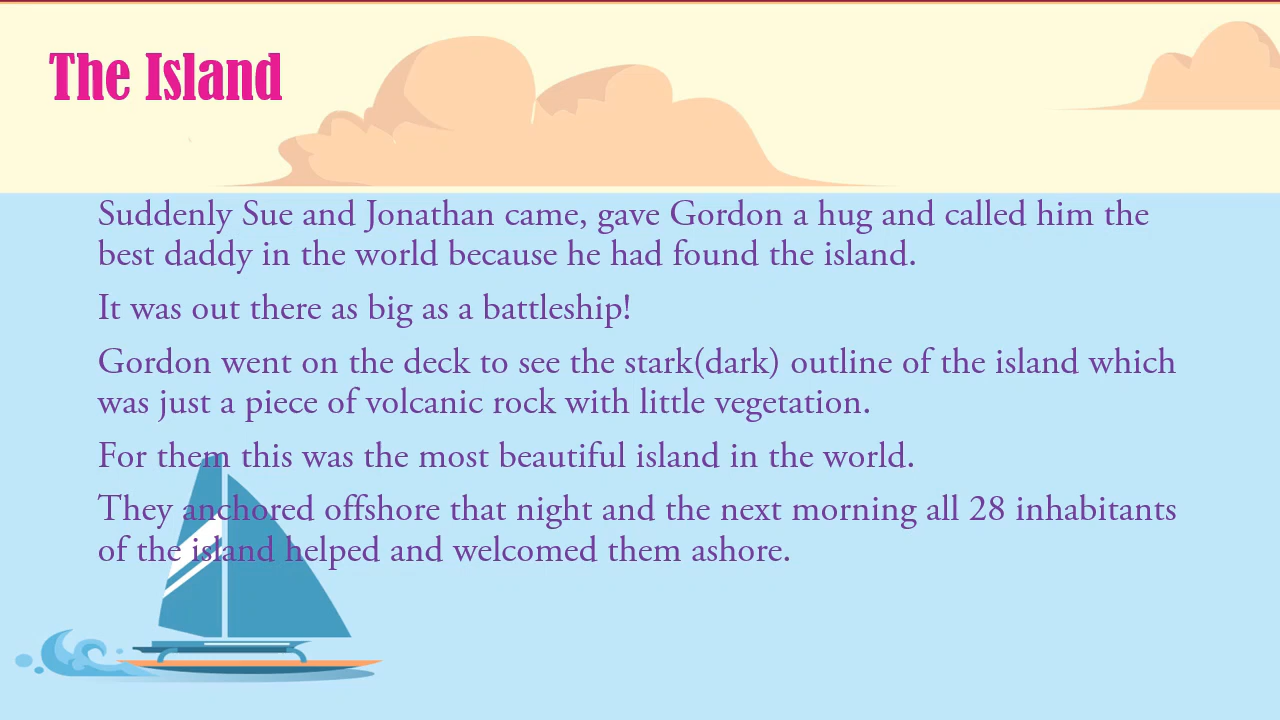 The Island
Suddenly Sue and Jonathan came, gave Gordon a hug and called him the
best daddy in the world because he had found the island.
It was out there as big as a battleship!
Gordon went on the deck to see the stark(dark) outline of the island which
was just a piece of volcanic rock with little vegetation.
For them this was the most beautiful island in the world.
They anchored offshore that night and the next morning all 28 inhabitants
of the island helped and welcomed them ashore.